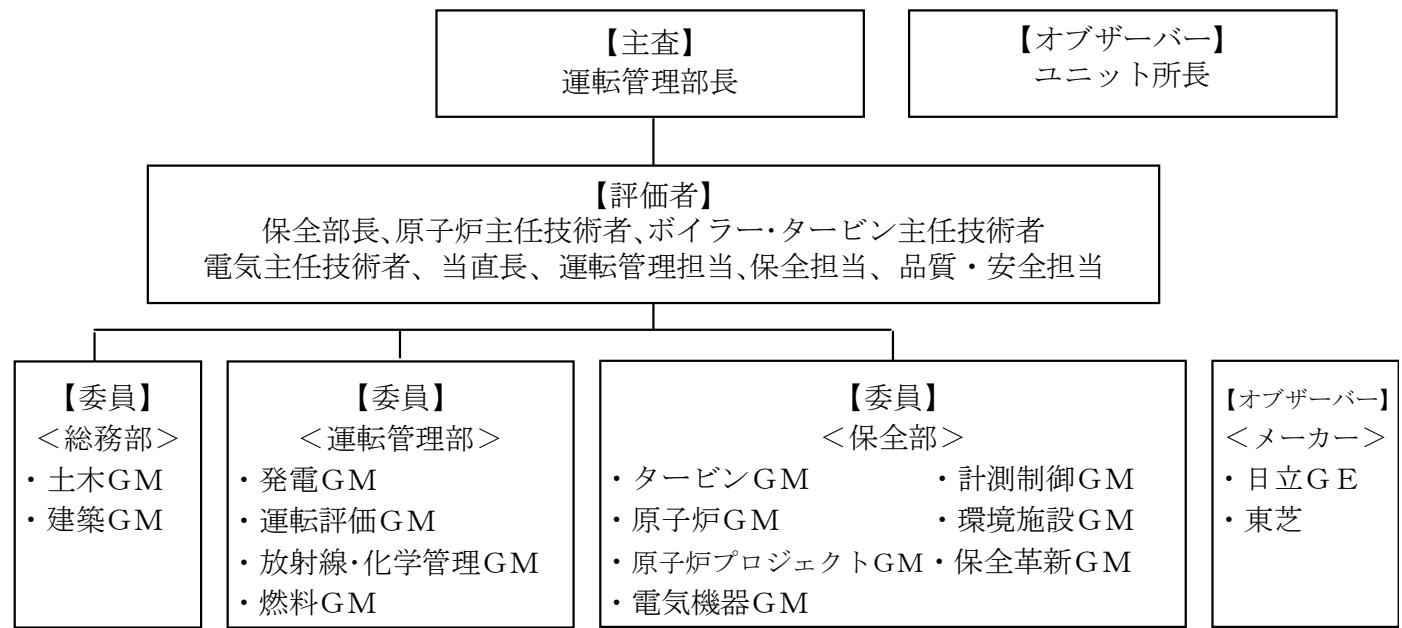 【主査】
運転管理部長
【オブザーバー】
ユニット所長
【評価者】
保全部長、原子炉主任技術者、ボイラー・タービン主任技術者
電気主任技術者、当直長、運転管理担当、保全担当、品質・安全担当
【委員】
＜総務部＞
・土木GM
・建築GM
【委員】
＜運転管理部＞
・発電GM
・運転評価GM
・放射線・化学管理GM
・燃料GM
【委員】
＜保全部＞
・タービンGM ・計測制御GM
・原子炉GM ・環境施設GM
・原子炉プロジェクトGM ・保全革新GM
・電気機器GM
【オブザーバー】
＜メーカー＞
・日立ＧＥ
・東芝